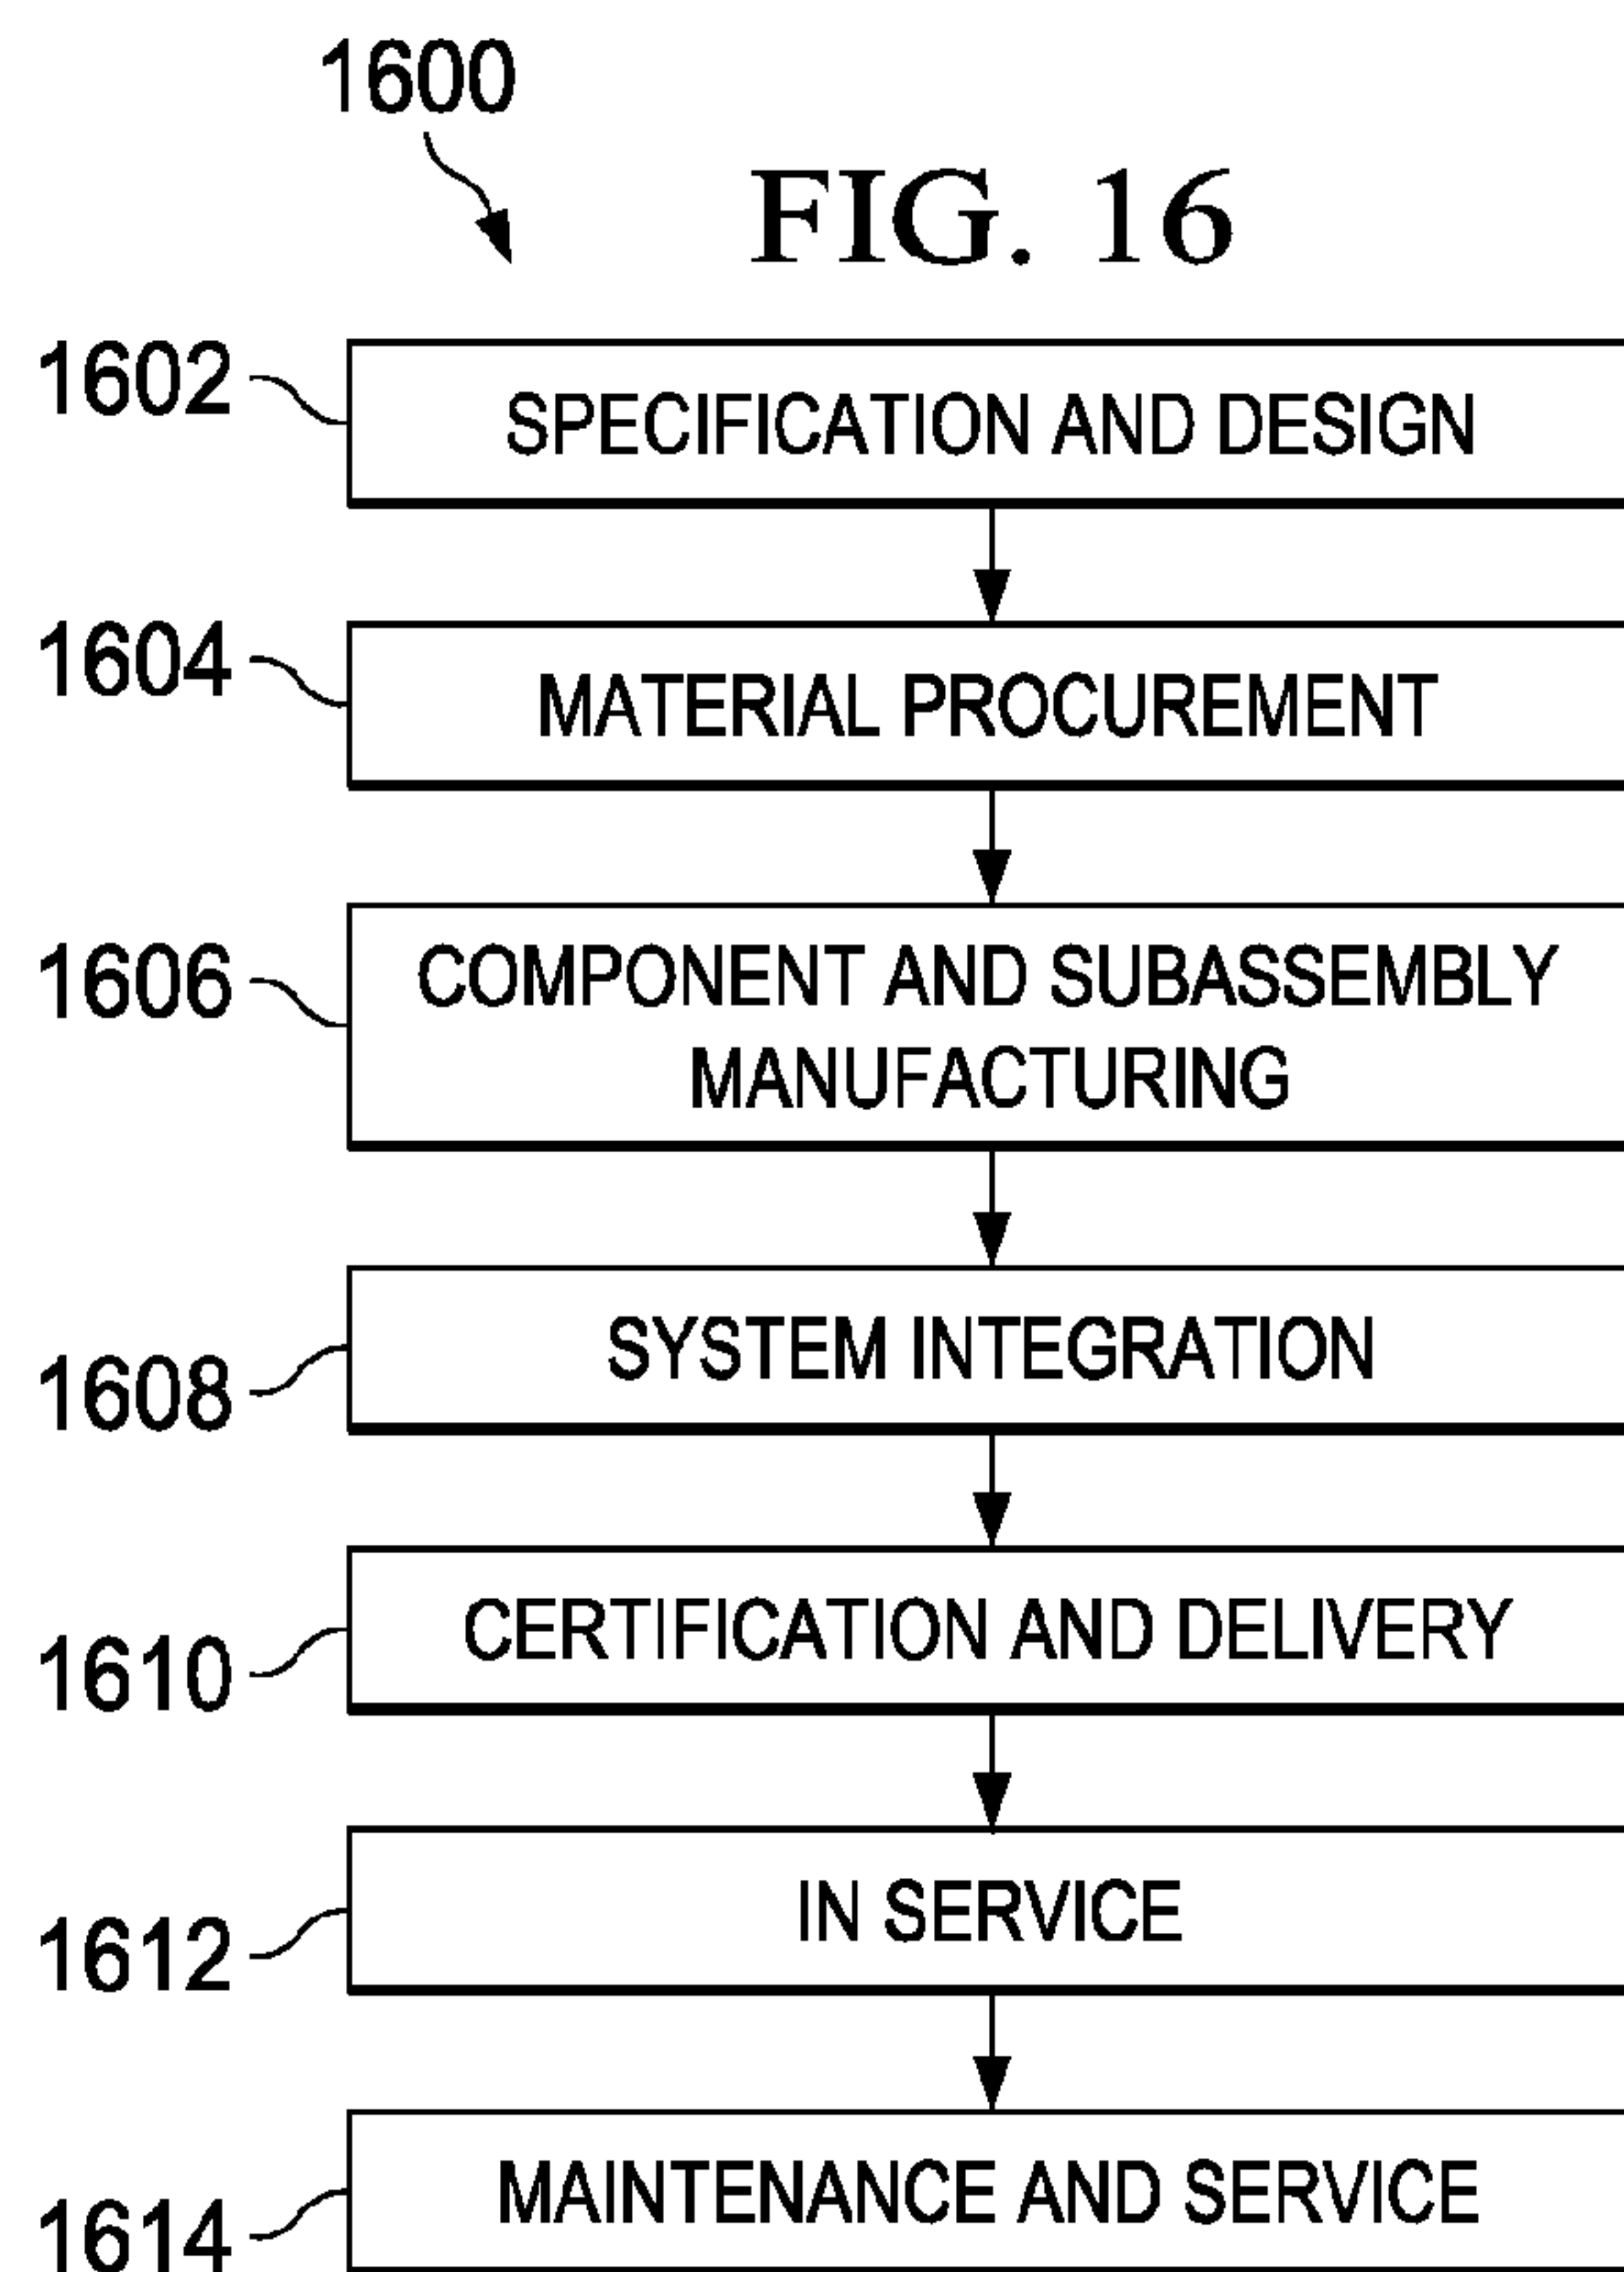 1600
FIG. 16
1602
SPECIFICATION AND DESIGN
1604
MATERIAL PROCUREMENT
1606
COMPONENT AND SUBASSEMBLY
MANUFACTURING
1608
SYSTEM INTEGRATION
1610
CERTIFICATION AND DELIVERY
1612
IN SERVICE
1614
MAINTENANCE AND SERVICE